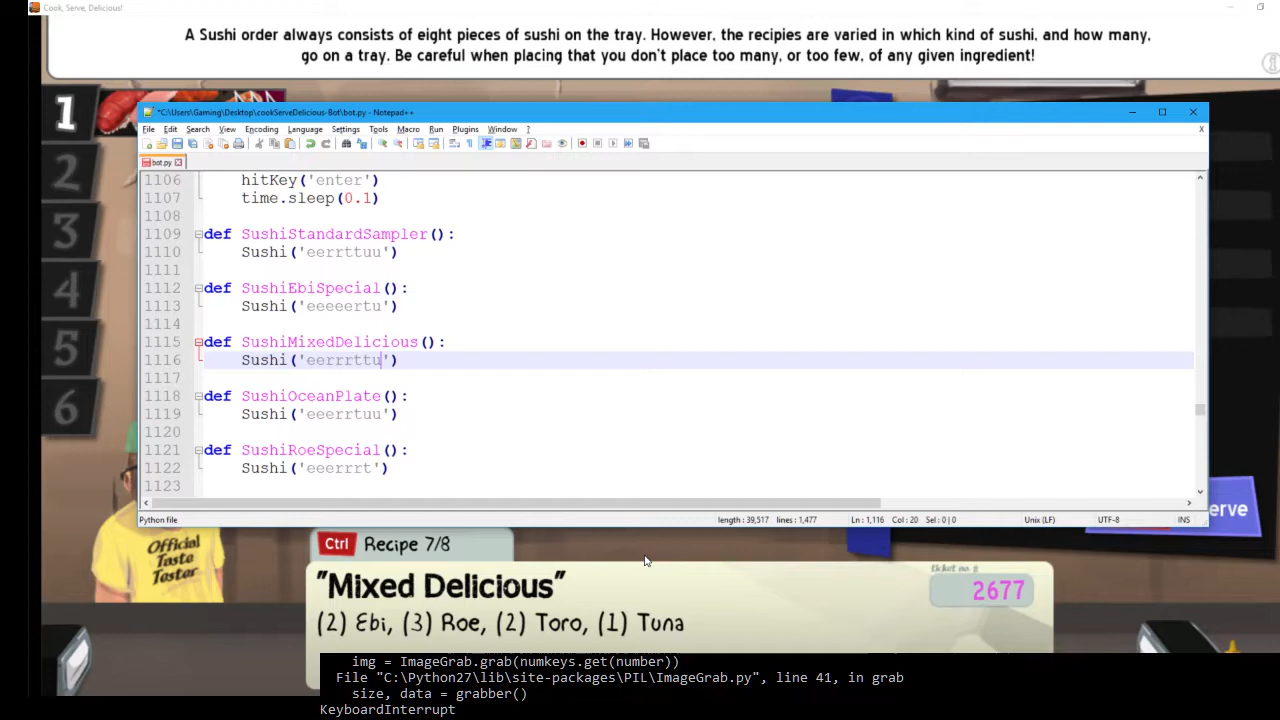 Cook, Serve, Delicious!
A Sushi order always consists of eight pieces of sushi on the tray. However, the recipies are varied in which kind of sushi, and how many,
go on a tray. Be careful when placing that you don't place too many, or too few, of any given ingredient!
1
2
3
4
5
6
*C:\Users\Gaming\Desktop\cookServeDelicious-Bot\bot.py - Notepad++
File Edit Search View Encoding Language Settings Tools Macro Run Plugins Window ? X
bot.py
1106 hitKey('enter')
1107 time.sleep(0.1)
1108
1109 def SushiStandardSampler():
1110 Sushi('eerrttuu')
1111
1112 def SushiEbiSpecial():
1113 Sushi('eeeeertu')
1114
1115 def SushiMixedDelicious():
1116 Sushi('eerrrttu')
1117
1118 def SushiOceanPlate():
1119 Sushi('eeerrtuu')
1120
1121 def SushiRoeSpecial():
1122 Sushi('eeerrrt')
1123
Python file length : 39,517 lines : 1,477 Ln : 1,116 Col : 20 Sel : 0 | 0 Unix (LF) UTF-8 INS
erve
Official
Taste
Tester
Ctrl Recipe 7/8
"Mixed Delicious"
(2) Ebi, (3) Roe, (2) Toro, (1) Tuna
2677
img = ImageGrab.grab(numkeys.get(number))
File "C:\Python27\lib\site-packages\PIL\ImageGrab.py", line 41, in grab
size, data = grabber()
KeyboardInterrupt